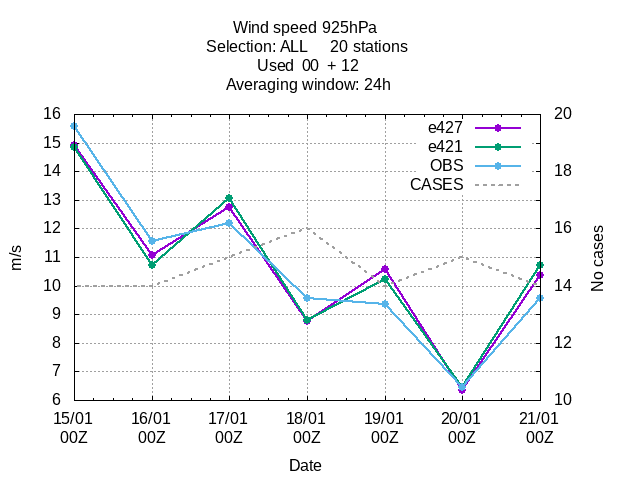 Wind speed 925hPa
Selection: ALL     20 stations
Used  00  + 12
Averaging window: 24h
16
15
14
13
12
11
10
9
8
7
6
m/s
20
18
16
14
12
10
No cases
e427
e421
OBS
CASES
15/01 16/01 17/01 18/01 19/01 20/01 21/01
00Z 00Z 00Z 00Z 00Z 00Z 00Z
Date